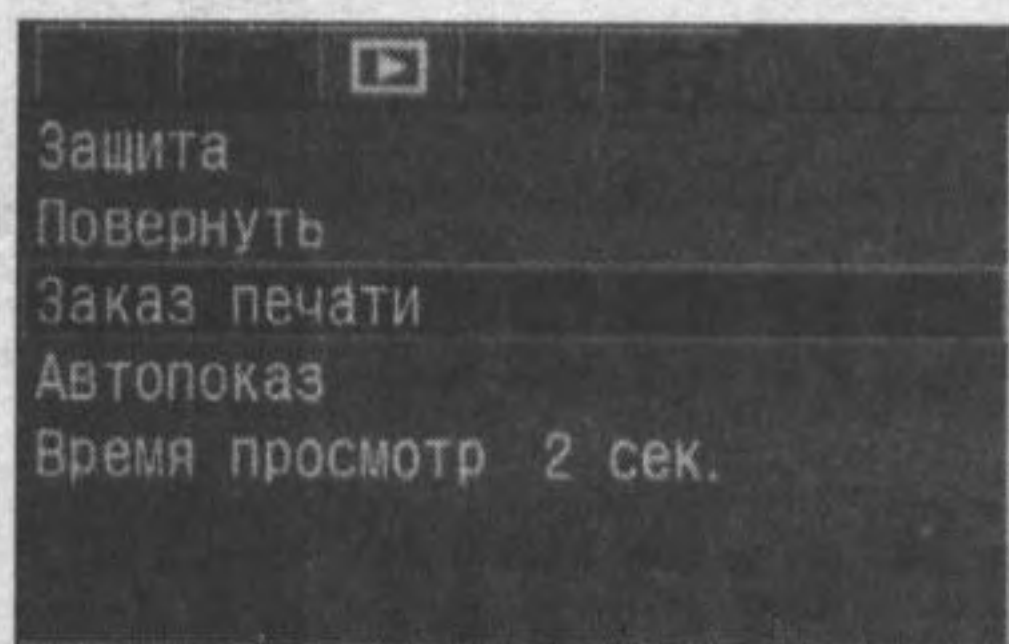 Защита
Повернуть
Заказ печати
Автопоказ
Время просмотр 2 сек.